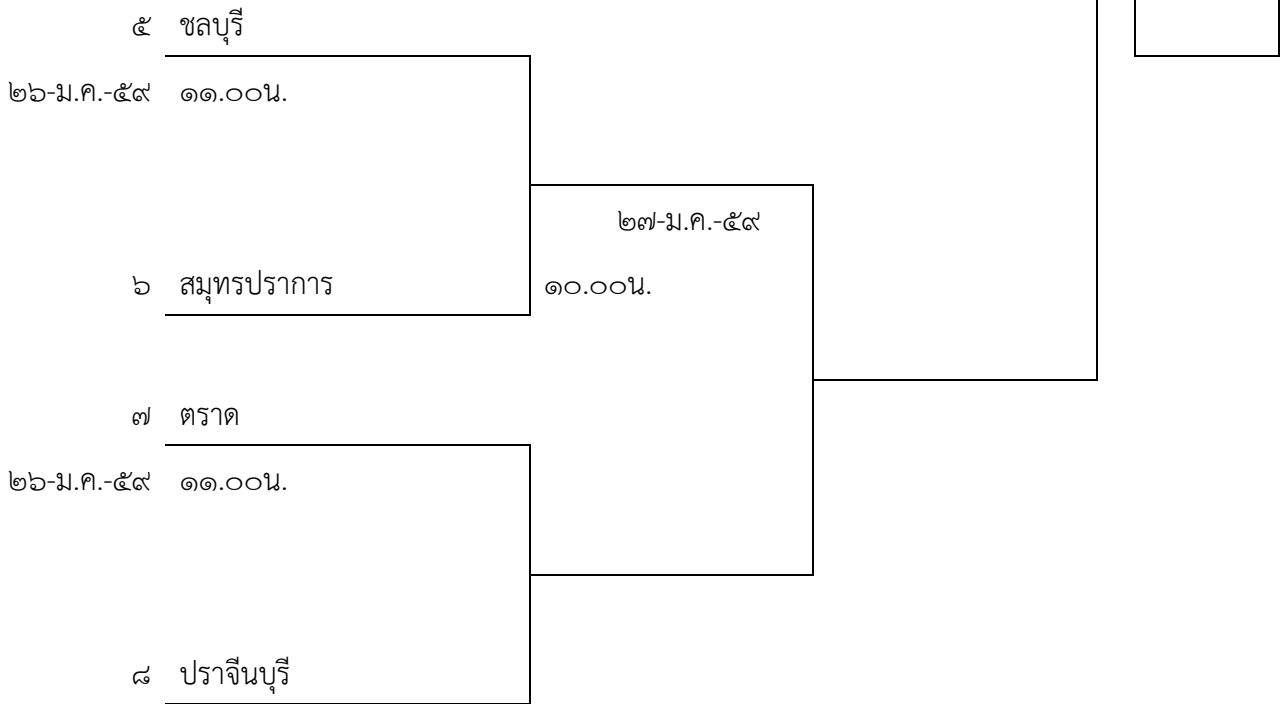 ๕ ชลบุรี
๒๖-ม.ค.-๕๙ ๑๑.๐๐น.
๒๗-ม.ค.-๕๙
๖ สมุทรปราการ ๑๐.๐๐น.
๗ ตราด
๒๖-ม.ค.-๕๙ ๑๑.๐๐น.
๘ ปราจีนบุรี